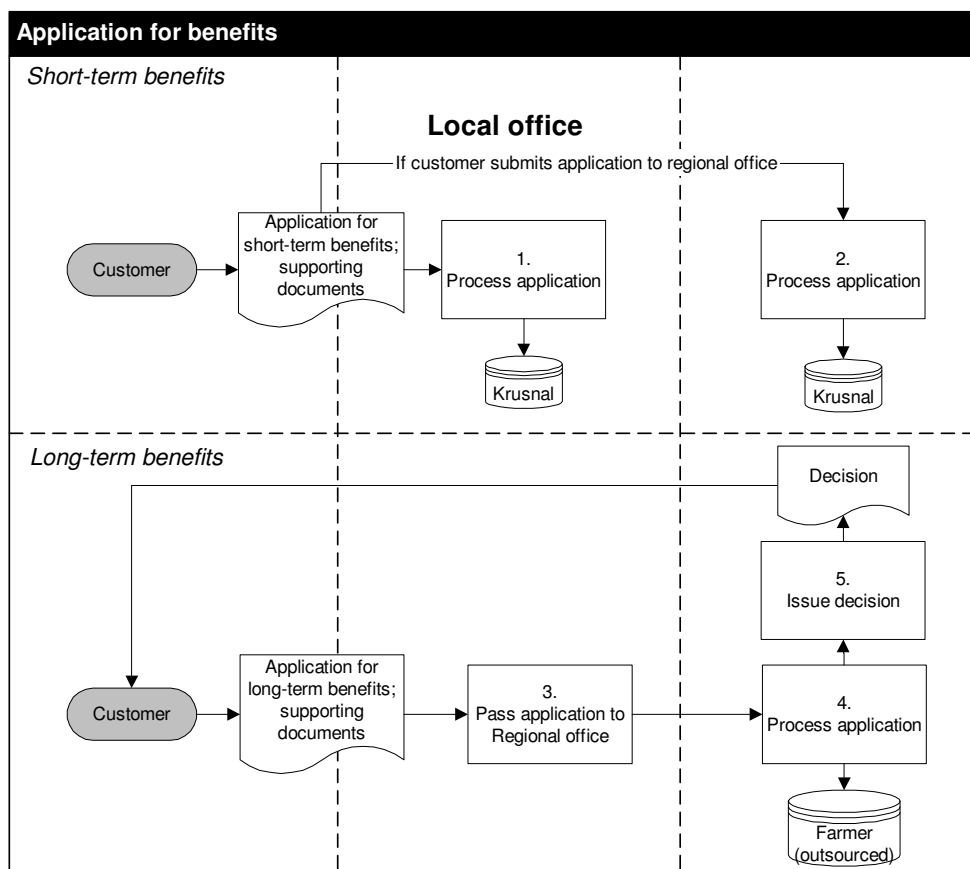 Application for benefits
Short-term benefits
Local office
If customer submits application to regional office
Customer
Application for
short-term benefits;
supporting
documents
1.
Process application
2.
Process application
Krusnal
Krusnal
Long-term benefits
Decision
5.
Issue decision
Customer
Application for
long-term benefits;
supporting
documents
3.
Pass application to
Regional office
4.
Process application
Farmer
(outsourced)